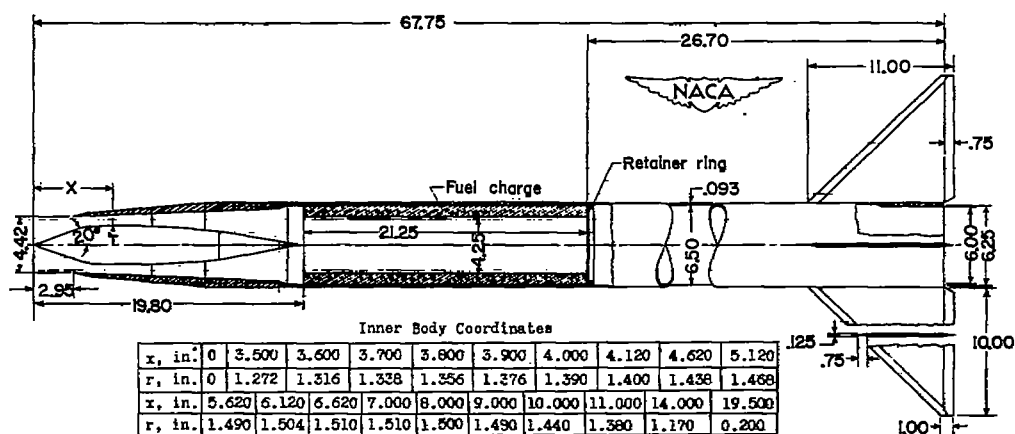 67.75
26.70
11.00
NACA
.75
Retainer ring
X
Fuel charge
.093
r
20°
21.25
4.42
4.25
6.50
6.00
6.25
2.95
19.80
Inner Body Coordinates
.125
10.00
.75
x, in. 0 3.500 3.600 3.700 3.800 3.900 4.000 4.120 4.620 5.120
r, in. 0 1.272 1.316 1.338 1.356 1.376 1.390 1.400 1.438 1.468
x, in. 5.620 6.120 6.620 7.000 8.000 9.000 10.000 11.000 14.000 19.500
r, in. 1.490 1.504 1.510 1.510 1.500 1.490 1.440 1.380 1.170 0.200
1.00